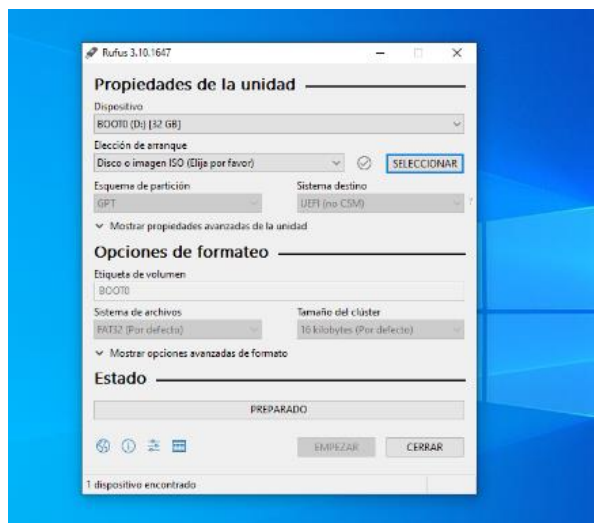 Rufus 3.10.1647
Propiedades de la unidad
Dispositivo
BOOT0 (D:) [32 GB]
Elección de arranque
Disco o imagen ISO (Elija por favor)
SELECCIONAR
Esquema de partición Sistema destino
GPT UEFI (no CSM) ?
Mostrar propiedades avanzadas de la unidad
Opciones de formateo
Etiqueta de volumen
BOOT0
Sistema de archivos Tamaño del clúster
FAT32 (Por defecto) 16 kilobytes (Por defecto)
Mostrar opciones avanzadas de formato
Estado
PREPARADO
EMPEZAR CERRAR
1 dispositivo encontrado